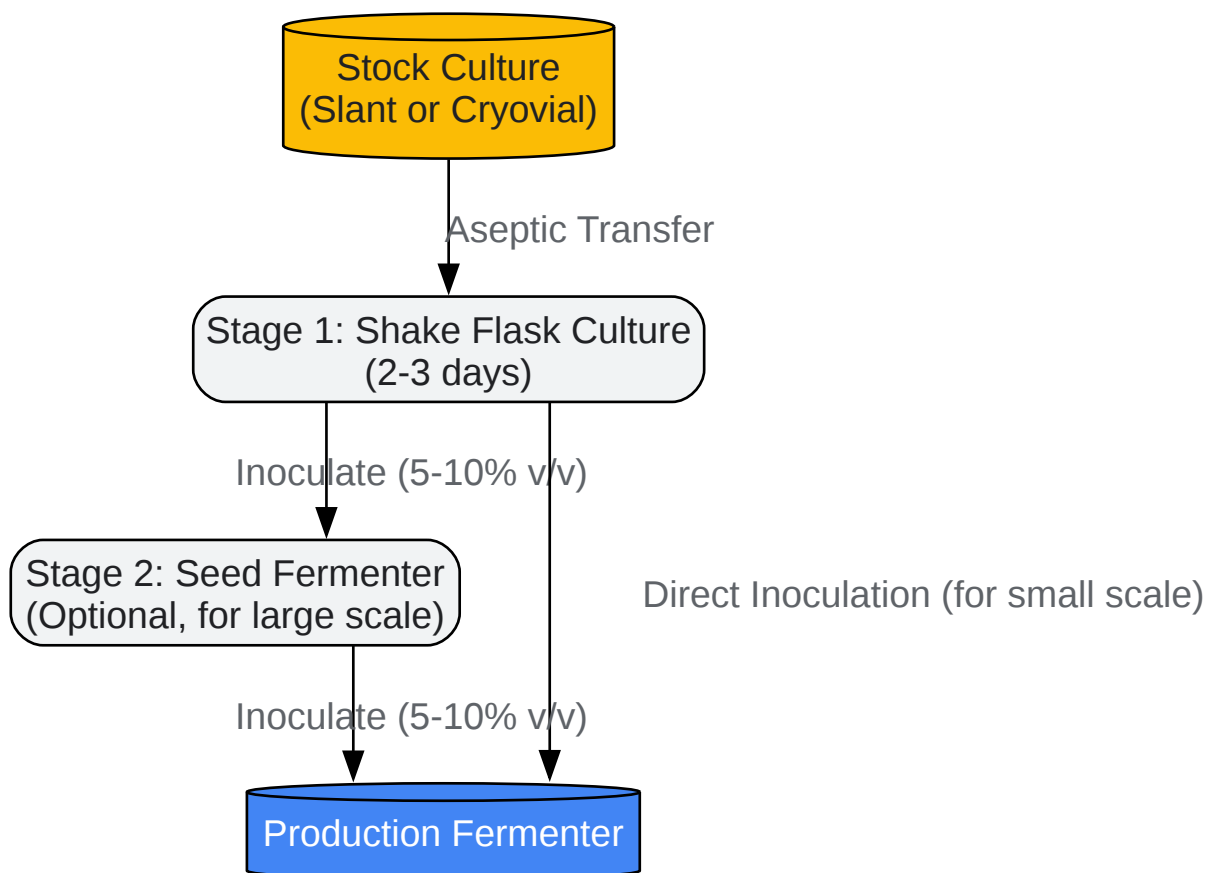 Stock Culture
(Slant or Cryovial)
Aseptic Transfer
Stage 1: Shake Flask Culture
(2-3 days)
Inoculate (5-10% v/v)
Stage 2: Seed Fermenter
(Optional, for large scale)
Direct Inoculation (for small scale)
Inoculate (5-10% v/v)
Production Fermenter